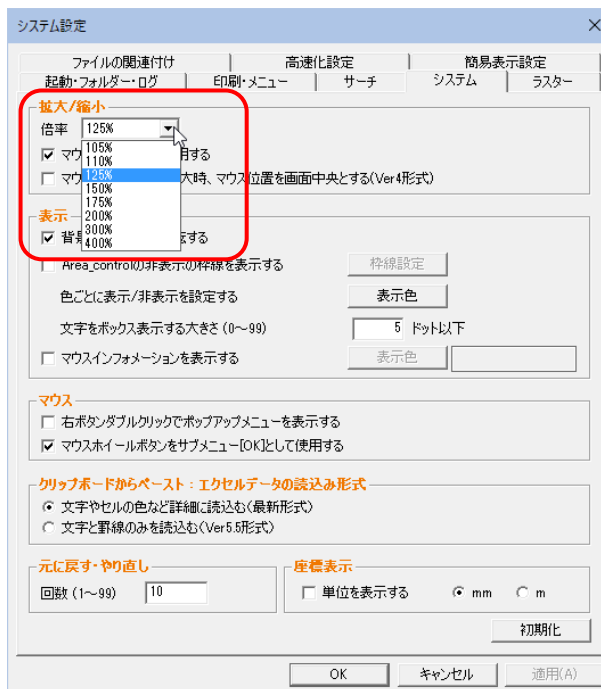 システム設定
ファイルの関連付け 高速化設定 簡易表示設定
起動・フォルダー・ログ 印刷・メニュー サーチ システム ラスター
拡大/縮小
倍率 125%
105%
110%
125%
150%
175%
200%
300%
400%
マウ 用する
マウ 大時、マウス位置を画面中央とする(Ver4形式)
表示
背景 する
Area_controlの非表示の枠線を表示する 枠線設定
色ごとに表示/非表示を設定する 表示色
文字をボックス表示する大きさ(0～99) 5 ドット以下
マウスインフォメーションを表示する 表示色
マウス
右ボタンダブルクリックでポップアップメニューを表示する
マウスホイールボタンをサブメニュー[OK]として使用する
クリップボードからペースト：エクセルデータの読込み形式
文字やセルの色など詳細に読込む(最新形式)
文字と罫線のみを読込む(Ver5.5形式)
元に戻す・やり直し 座標表示
回数(1～99) 10 単位を表示する mm m
初期化
OK キャンセル 適用(A)